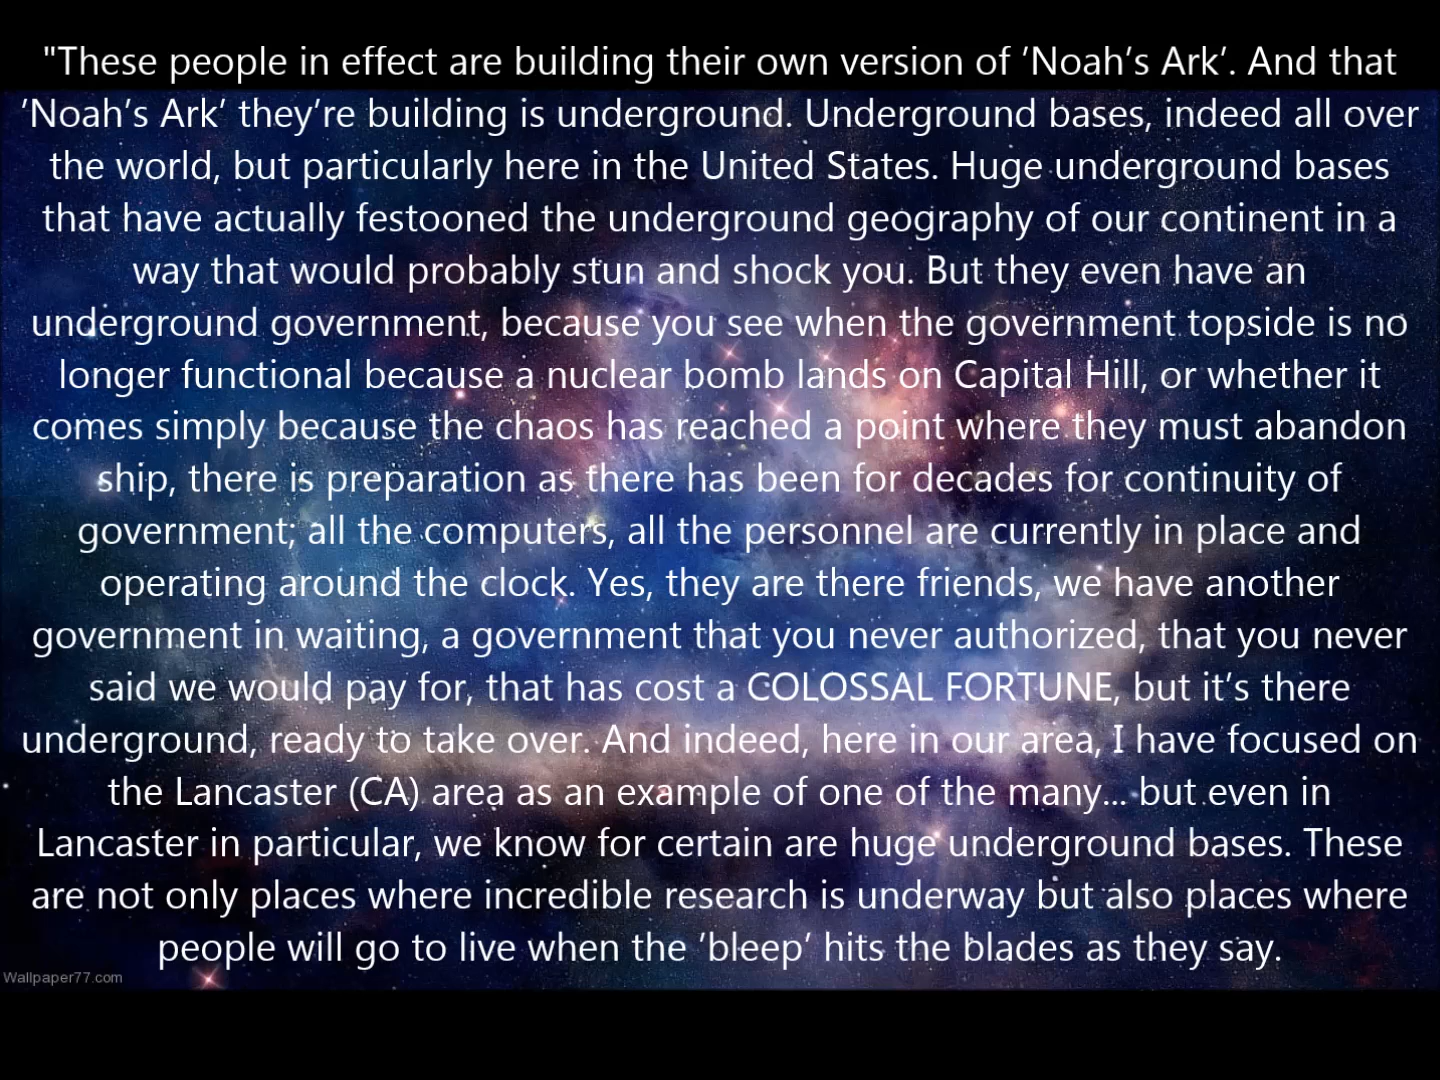 "These people in effect are building their own version of 'Noah's Ark'. And that
'Noah's Ark' they're building is underground. Underground bases, indeed all over
the world, but particularly here in the United States. Huge underground bases
that have actually festooned the underground geography of our continent in a
way that would probably stun and shock you. But they even have an
underground government, because you see when the government topside is no
longer functional because a nuclear bomb lands on Capital Hill, or whether it
comes simply because the chaos has reached a point where they must abandon
ship, there is preparation as there has been for decades for continuity of
government; all the computers, all the personnel are currently in place and
operating around the clock. Yes, they are there friends, we have another
government in waiting, a government that you never authorized, that you never
said we would pay for, that has cost a COLOSSAL FORTUNE, but it's there
underground, ready to take over. And indeed, here in our area, I have focused on
the Lancaster (CA) area as an example of one of the many... but even in
Lancaster in particular, we know for certain are huge underground bases. These
are not only places where incredible research is underway but also places where
people will go to live when the 'bleep' hits the blades as they say.
Wallpaper77.com